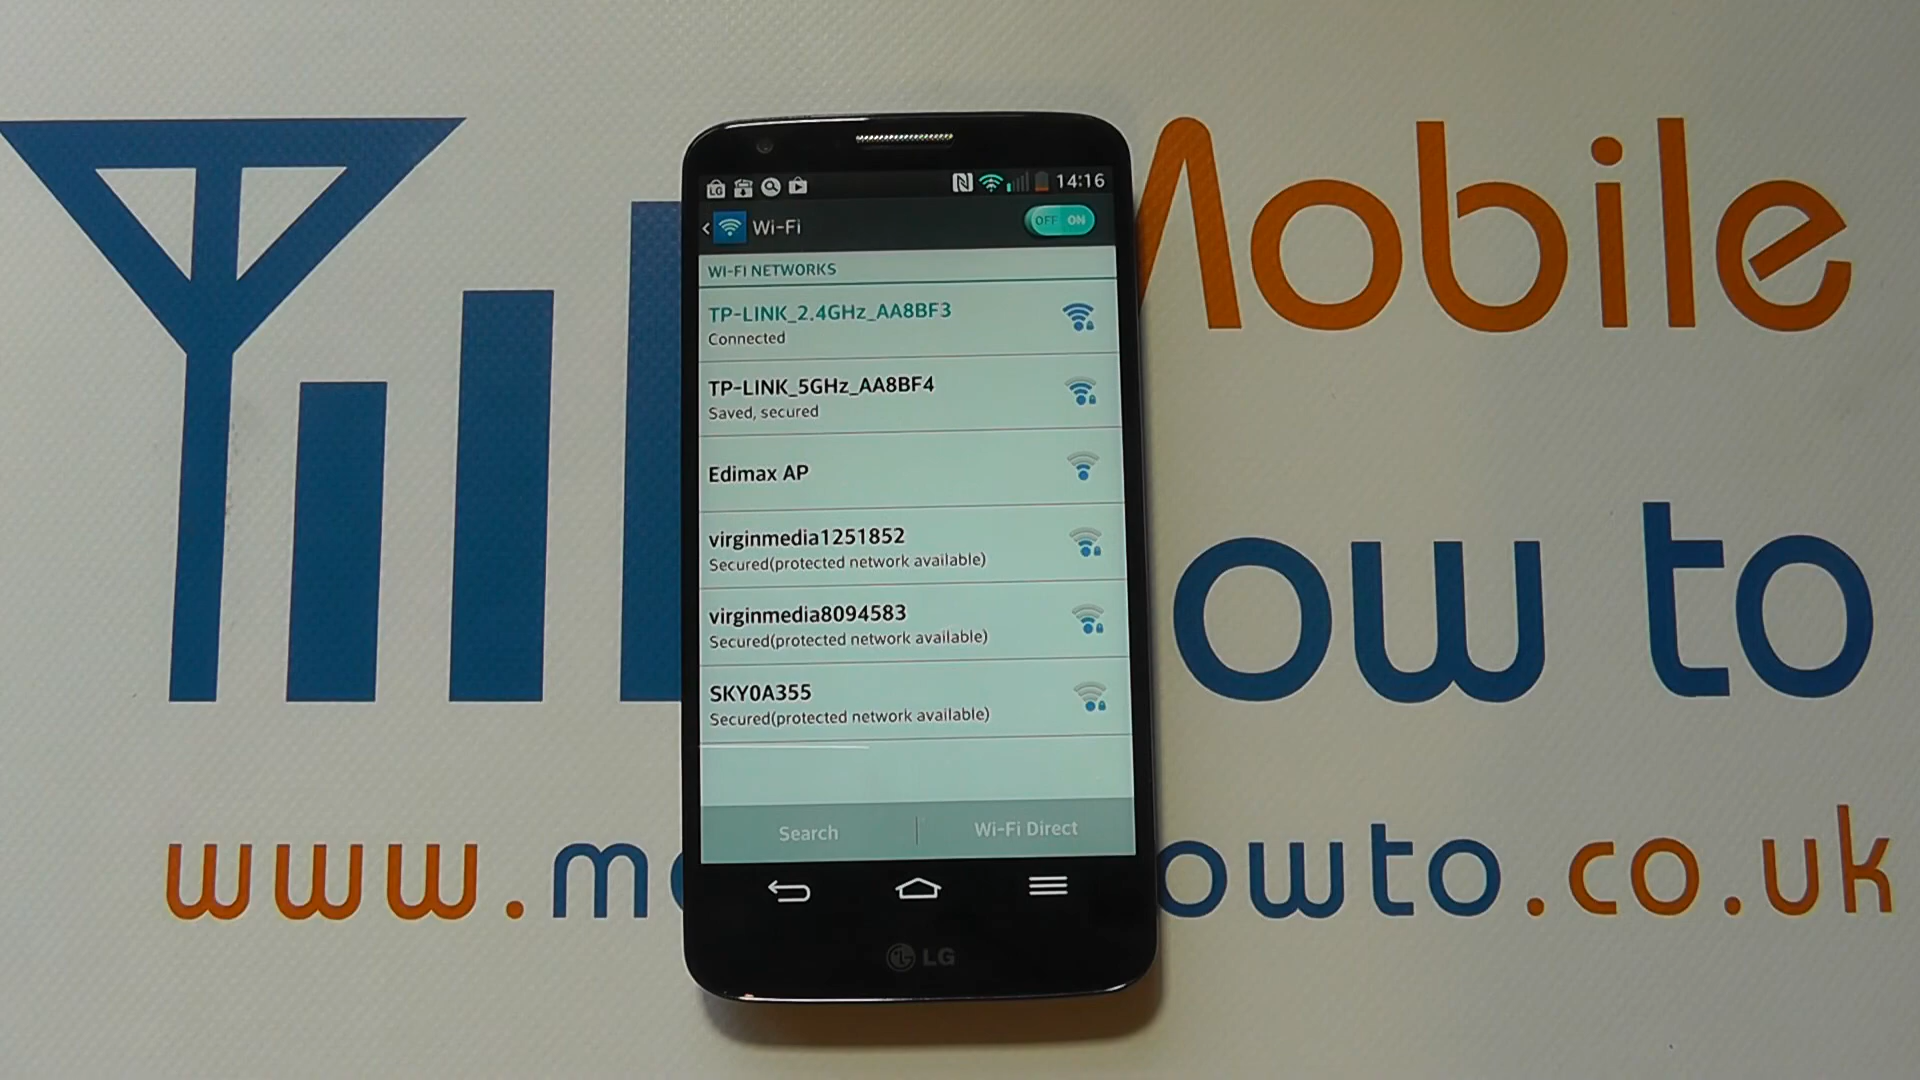 Mobile
ow to
www.mo owto.co.uk
LG
14:16
Wi-Fi
OFF ON
WI-FI NETWORKS
TP-LINK_2.4GHz_AA8BF3
Connected
TP-LINK_5GHz_AA8BF4
Saved, secured
Edimax AP
virginmedia1251852
Secured(protected network available)
virginmedia8094583
Secured(protected network available)
SKY0A355
Secured(protected network available)
Search
Wi-Fi Direct
LG